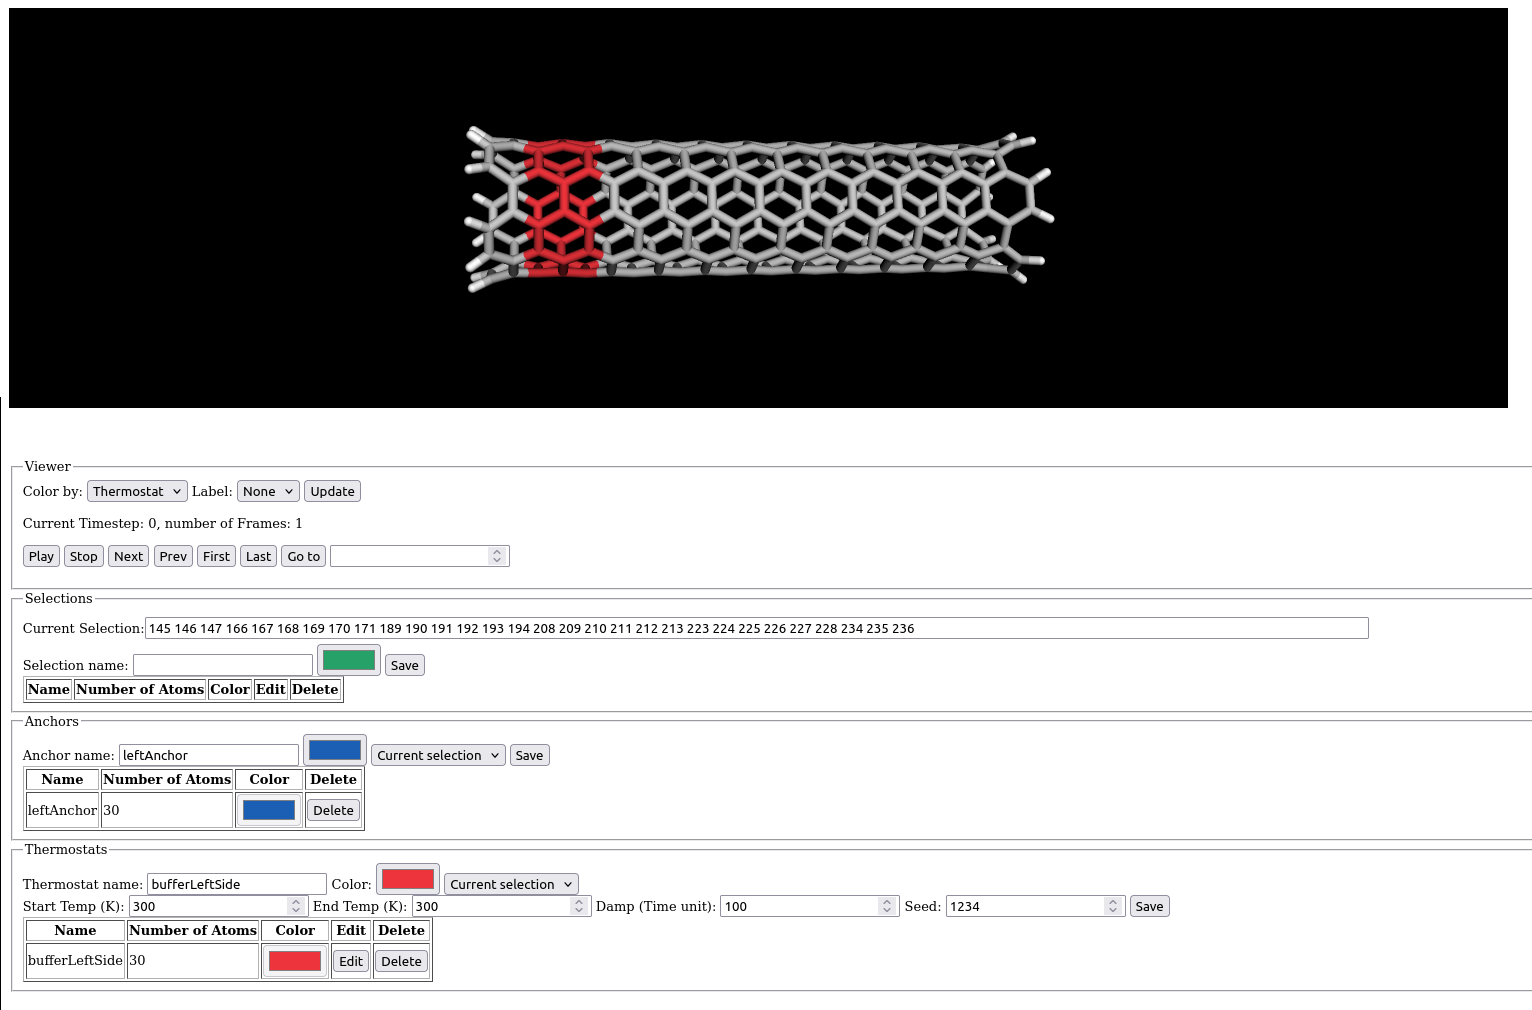 Viewer
Color by: Thermostat Label: None Update
Current Timestep: 0, number of Frames: 1
Play Stop Next Prev First Last Go to
Selections
Current Selection: 145 146 147 166 167 168 169 170 171 189 190 191 192 193 194 208 209 210 211 212 213 223 224 225 226 227 228 234 235 236
Selection name: Save
Name Number of Atoms Color Edit Delete
Anchors
Anchor name: leftAnchor Current selection Save
Name Number of Atoms Color Delete
leftAnchor 30 Delete
Thermostats
Thermostat name: bufferLeftSide Color: Current selection
Start Temp (K): 300 End Temp (K): 300 Damp (Time unit): 100 Seed: 1234 Save
Name Number of Atoms Color Edit Delete
bufferLeftSide 30 Edit Delete